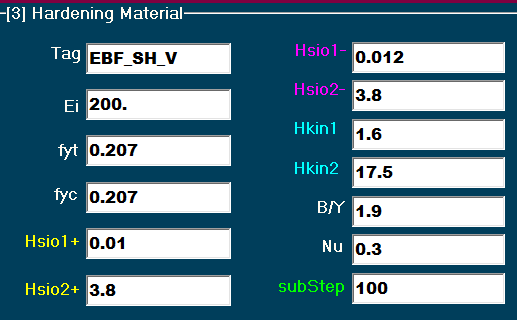 [3] Hardening Material
Tag EBF_SH_V
Ei 200.
fyt 0.207
fyc 0.207
Hsio1+ 0.01
Hsio2+ 3.8
Hsio1- 0.012
Hsio2- 3.8
Hkin1 1.6
Hkin2 17.5
B/Y 1.9
Nu 0.3
subStep 100